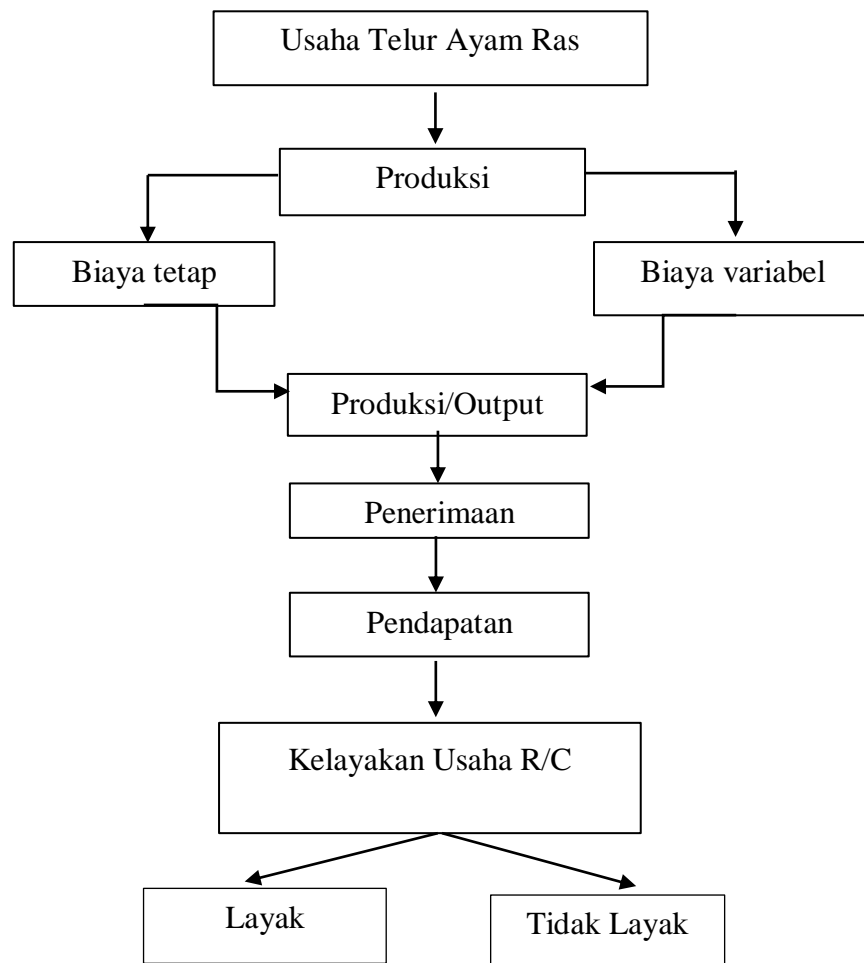 Usaha Telur Ayam Ras
Produksi
Biaya tetap
Biaya variabel
Produksi/Output
Penerimaan
Pendapatan
Kelayakan Usaha R/C
Layak
Tidak Layak